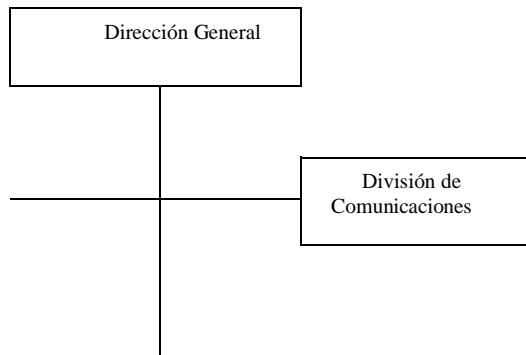 Dirección General
División de
Comunicaciones